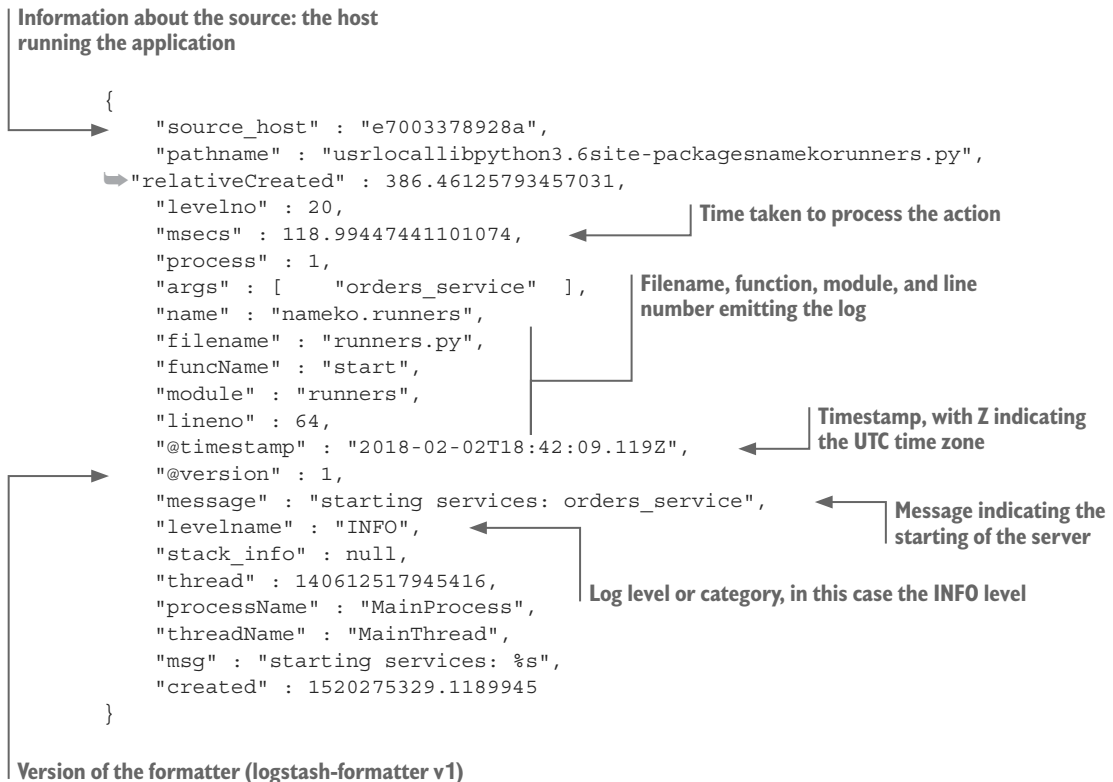 Information about the source: the host
running the application
{
"source_host" : "e7003378928a",
"pathname" : "usrlocallibpython3.6site-packagesnamekorunners.py",
➥"relativeCreated" : 386.46125793457031,
"levelno" : 20,
Time taken to process the action
"msecs" : 118.99447441101074,
"process" : 1,
Filename, function, module, and line
number emitting the log
"args" : [    "orders_service"  ],
"name" : "nameko.runners",
"filename" : "runners.py",
"funcName" : "start",
"module" : "runners",
"lineno" : 64,
Timestamp, with Z indicating
the UTC time zone
"@timestamp" : "2018-02-02T18:42:09.119Z",
"@version" : 1,
"message" : "starting services: orders_service",
Message indicating the
starting of the server
"levelname" : "INFO",
"stack_info" : null,
"thread" : 140612517945416,
Log level or category, in this case the INFO level
"processName" : "MainProcess",
"threadName" : "MainThread",
"msg" : "starting services: %s",
"created" : 1520275329.1189945
}
Version of the formatter (logstash-formatter v1)